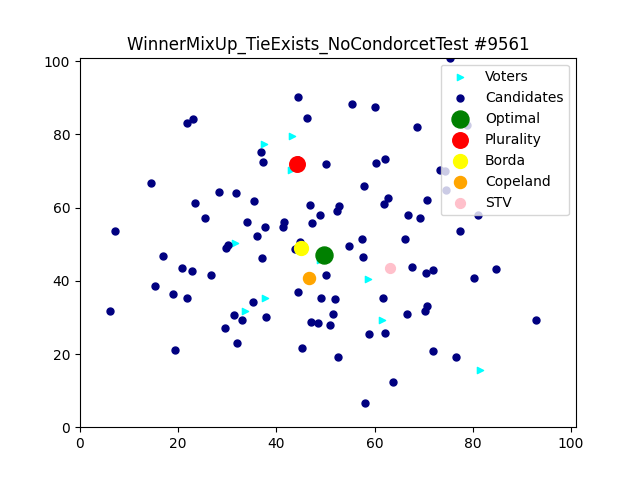 WinnerMixUp_TieExists_NoCondorcetTest #9561
100
80
60
40
20
0
0 20 40 60 80 100
Voters
Candidates
Optimal
Plurality
Borda
Copeland
STV